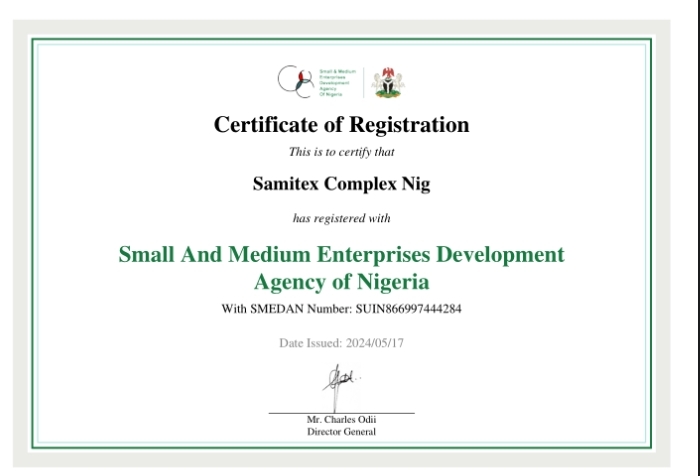 Small & Medium
Enterprises
Development
Agency
Of Nigeria
Certificate of Registration
This is to certify that
Samitex Complex Nig
has registered with
Small And Medium Enterprises Development
Agency of Nigeria
With SMEDAN Number: SUIN866997444284
Date Issued: 2024/05/17
Mr. Charles Odii
Director General